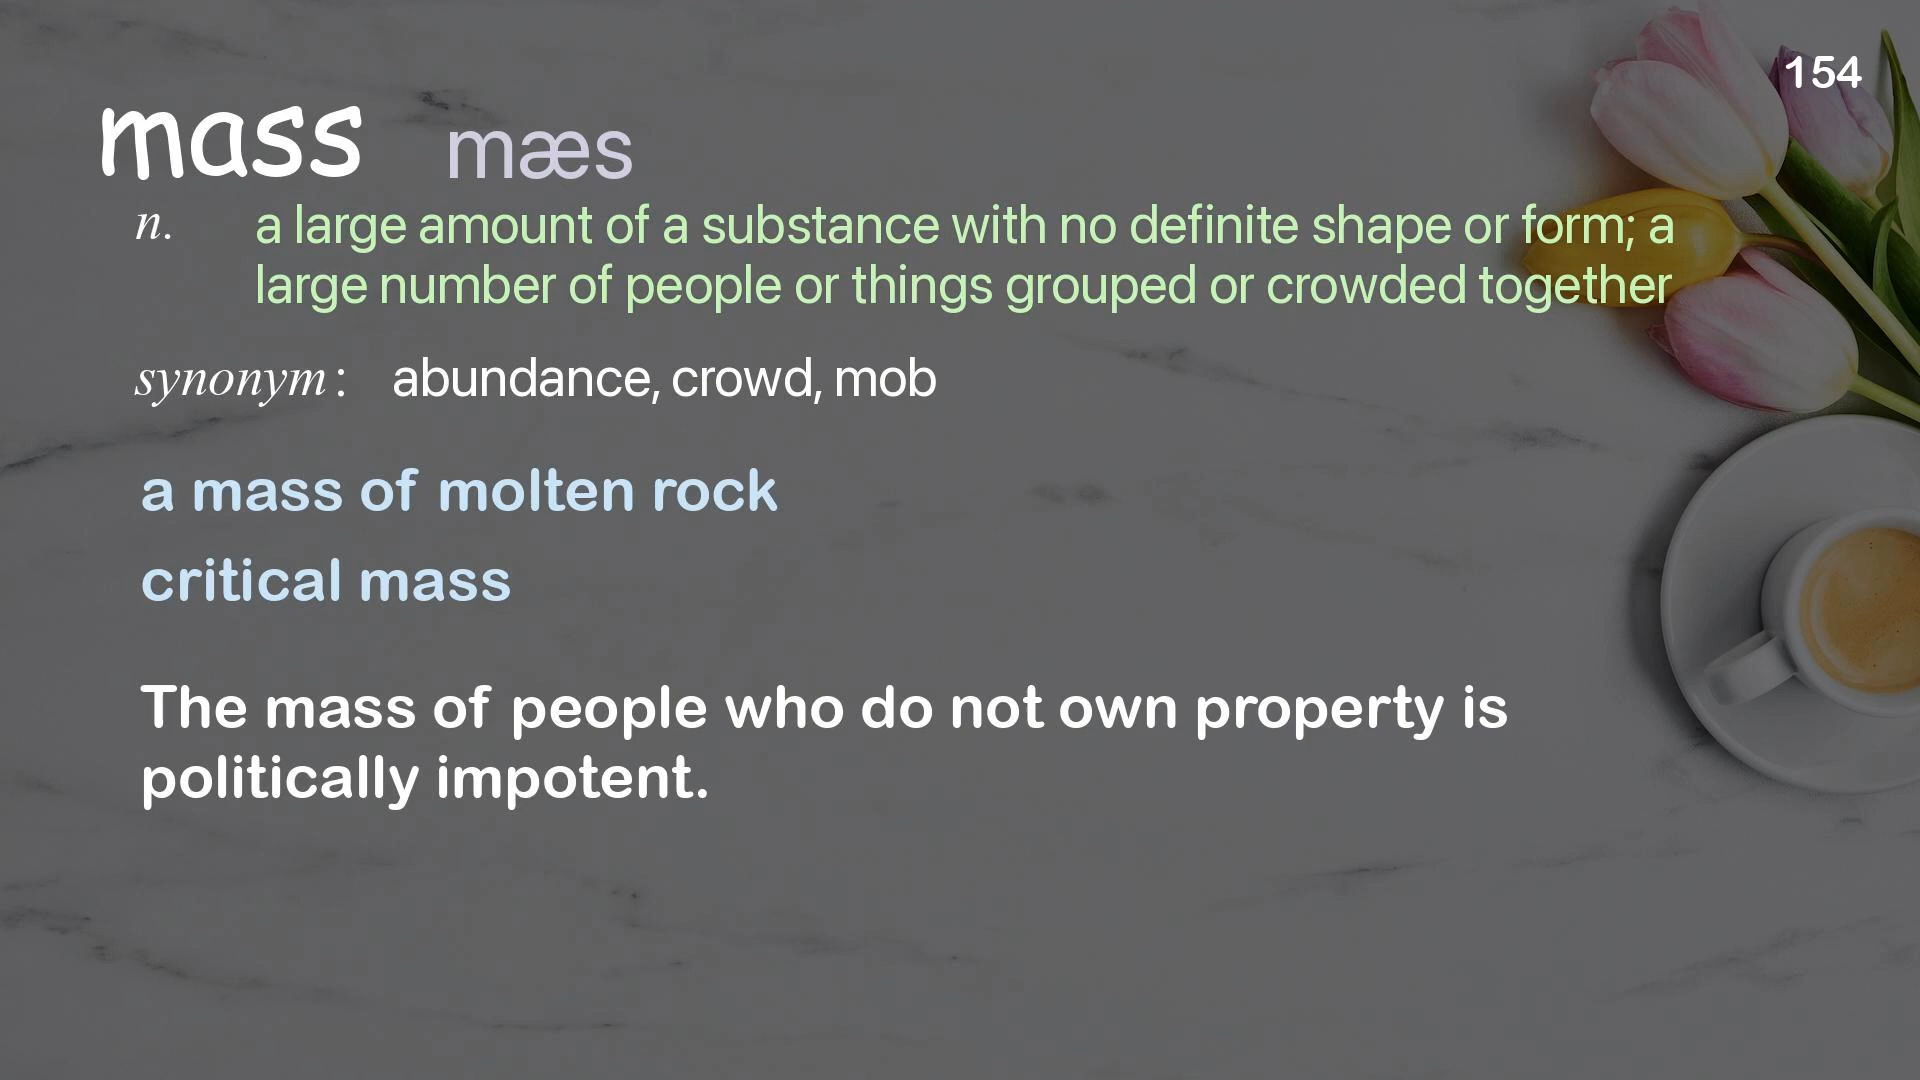 154
mass mæs
n. a large amount of a substance with no definite shape or form; a
large number of people or things grouped or crowded together
synonym: abundance, crowd, mob
a mass of molten rock
critical mass
The mass of people who do not own property is
politically impotent.